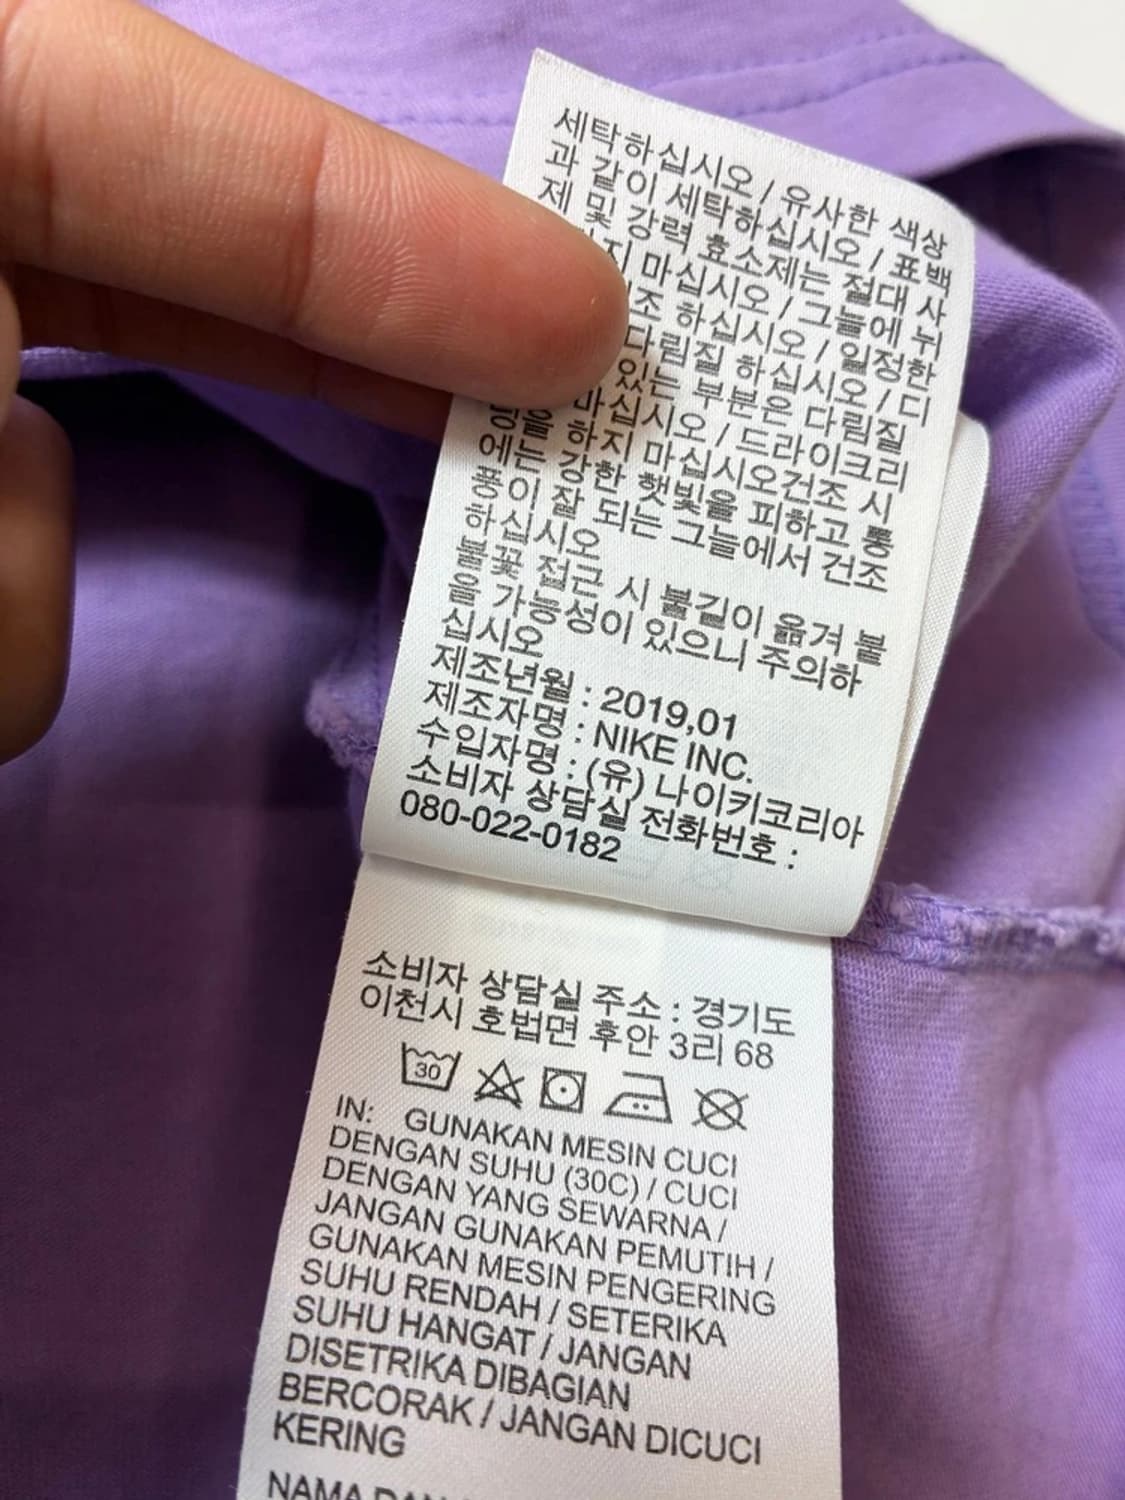 세탁하십시오 / 유사한 색상
과 같이 세탁하십시오 / 표백
제 및 강력 효소제는 절대 사
마십시오 / 그늘에 뉘
하십시오 / 일정한
다림질 하십시오 / 디
있는 부분은 다림질
마십시오 / 드라이크리
닝을 하지 마십시오건조 시
에는 강한 햇빛을 피하고 통
풍이 잘 되는 그늘에서 건조
하십시오
불꽃 접근 시 불길이 옮겨 붙
을 가능성이 있으니 주의하
십시오
제조년월 : 2019,01
제조자명 : NIKE INC.
수입자명 : (유) 나이키코리아
소비자 상담실 전화번호 :
080-022-0182
소비자 상담실 주소 : 경기도
이천시 호법면 후안 3리 68
30
IN: GUNAKAN MESIN CUCI
DENGAN SUHU (30C) / CUCI
DENGAN YANG SEWARNA /
JANGAN GUNAKAN PEMUTIH /
GUNAKAN MESIN PENGERING
SUHU RENDAH / SETERIKA
SUHU HANGAT / JANGAN
DISETRIKA DIBAGIAN
BERCORAK / JANGAN DICUCI
KERING
NAMA DAN